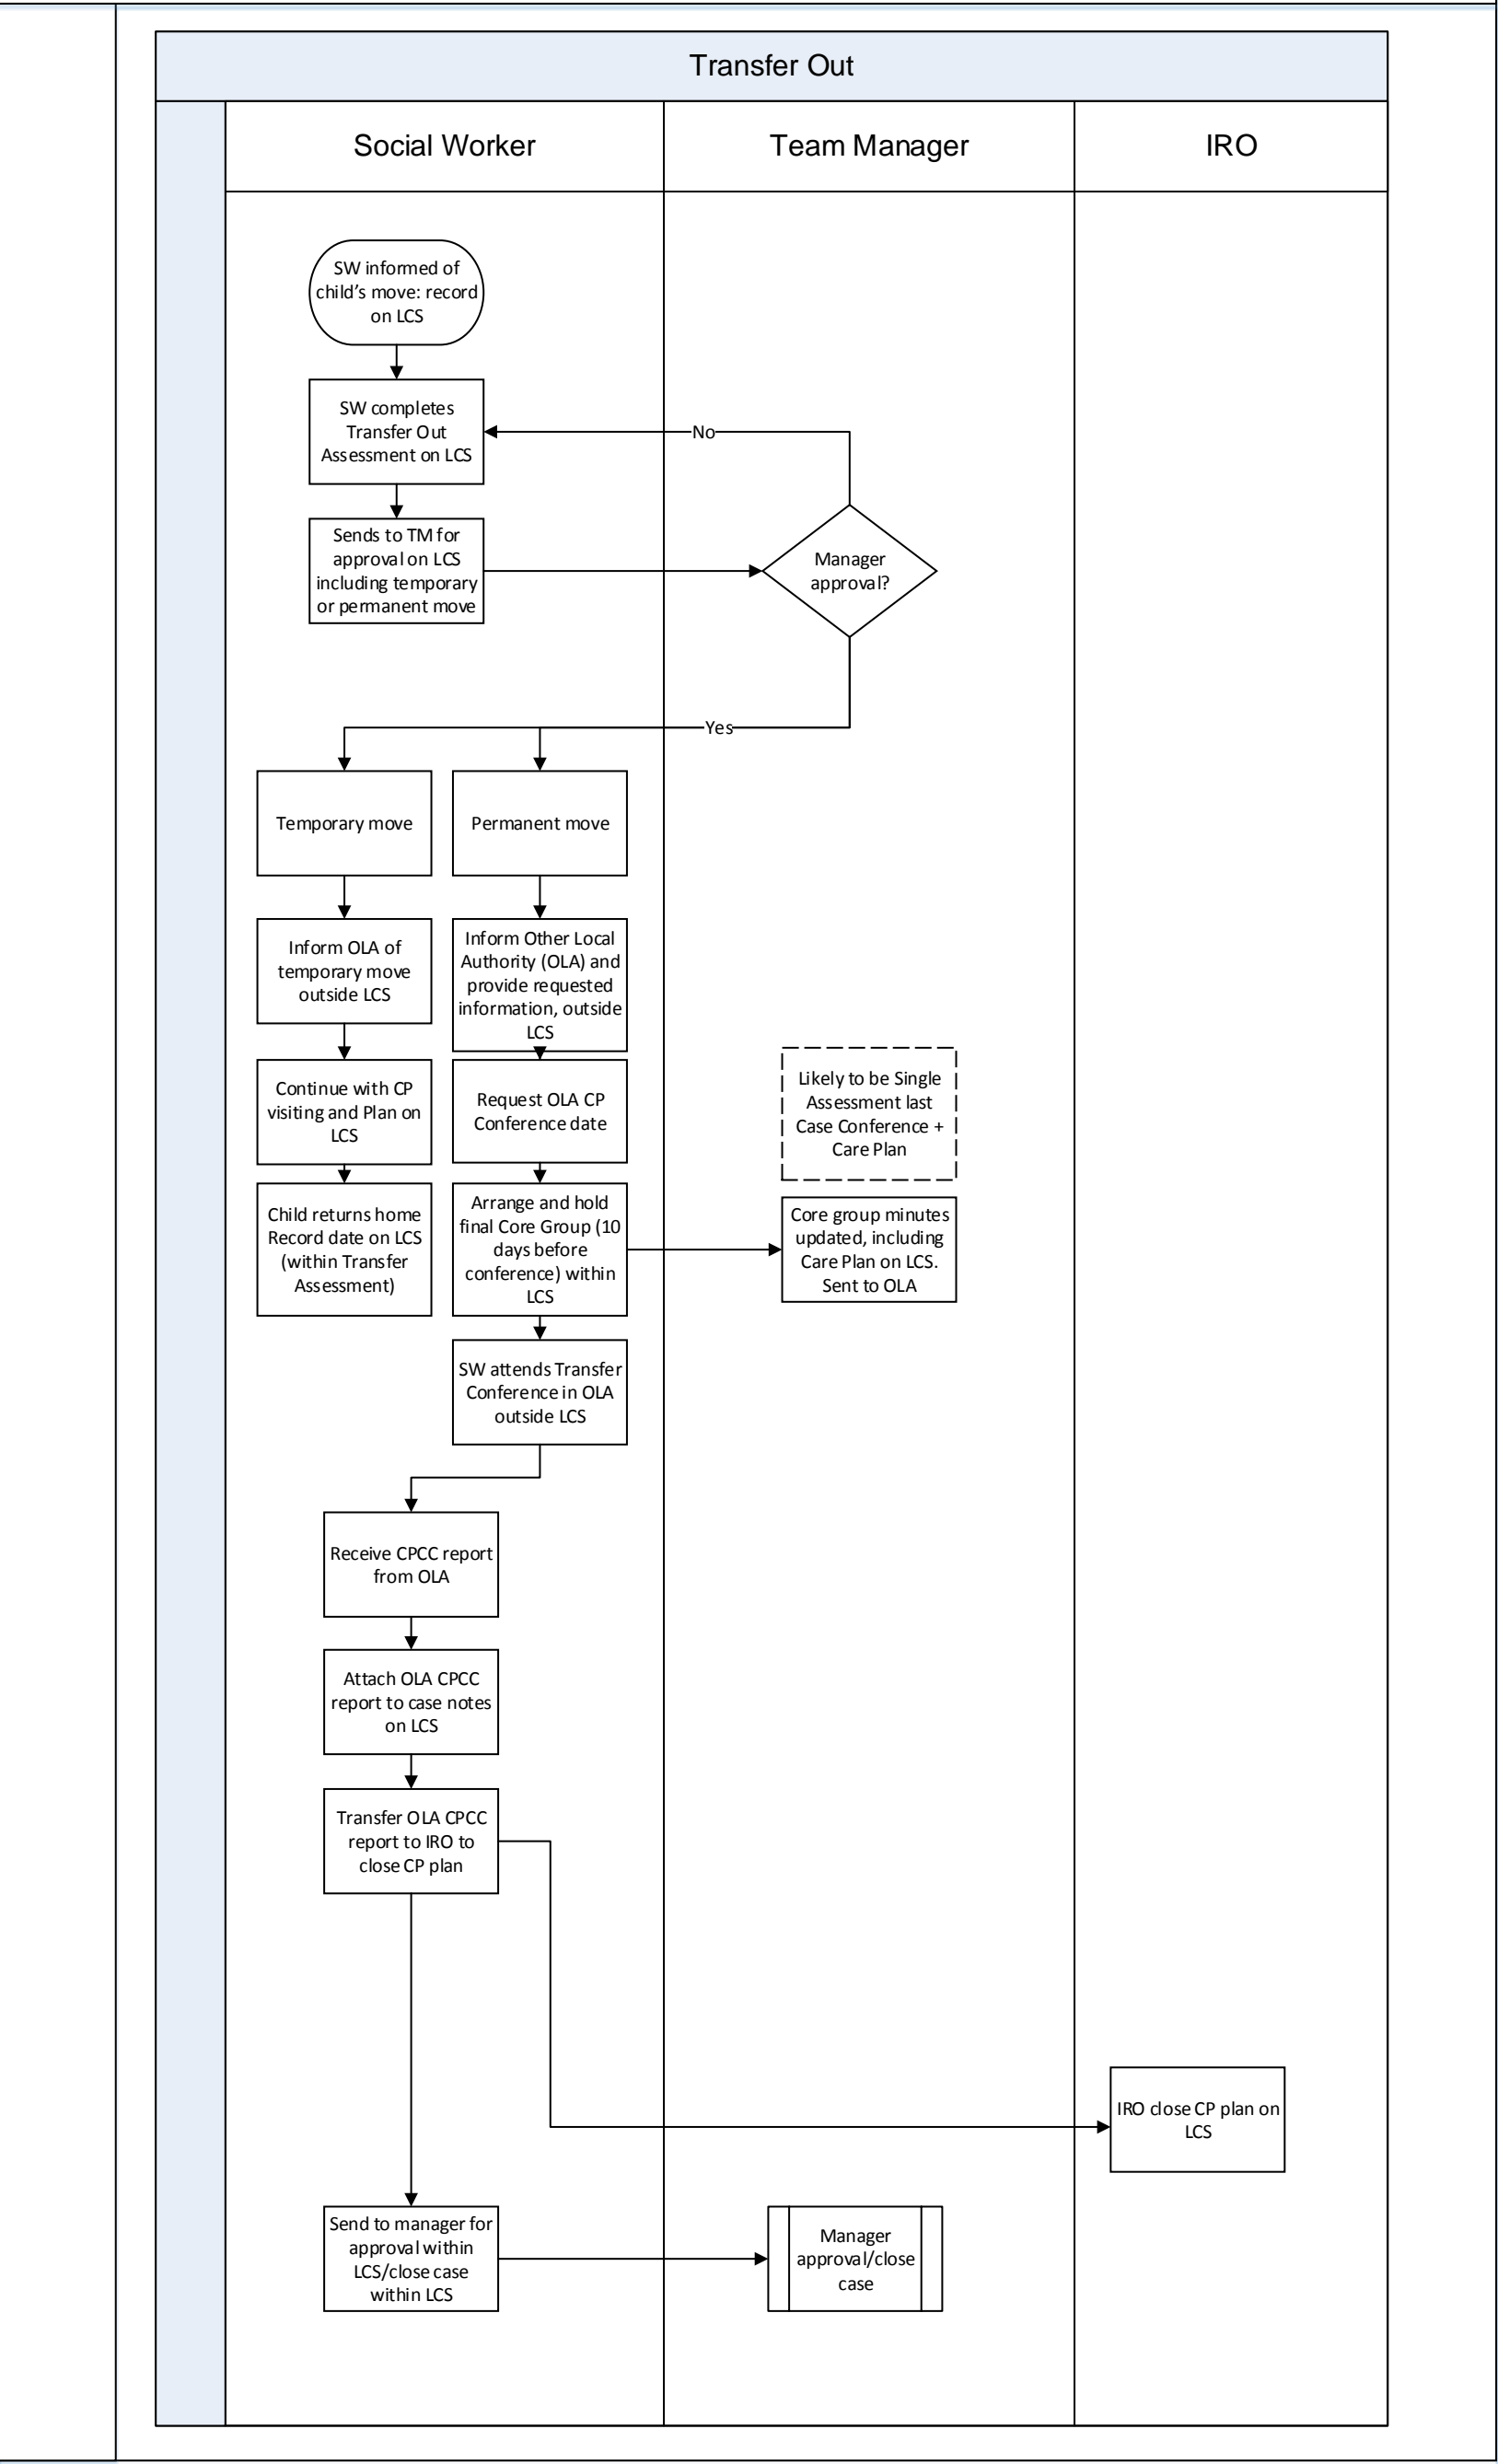 Transfer Out
Social Worker
Team Manager
IRO
SW informed of
child’s move: record
on LCS
SW completes
Transfer Out
Assessment on LCS
No
Sends to TM for
approval on LCS
including temporary
or permanent move
Manager
approval?
Yes
Temporary move
Permanent move
Inform OLA of
temporary move
outside LCS
Inform Other Local
Authority (OLA) and
provide requested
information, outside
LCS
Continue with CP
visiting and Plan on
LCS
Request OLA CP
Conference date
Likely to be Single
Assessment last
Case Conference +
Care Plan
Child returns home
Record date on LCS
(within Transfer
Assessment)
Arrange and hold
final Core Group (10
days before
conference) within
LCS
Core group minutes
updated, including
Care Plan on LCS.
Sent to OLA
SW attends Transfer
Conference in OLA
outside LCS
Receive CPCC report
from OLA
Attach OLA CPCC
report to case notes
on LCS
Transfer OLA CPCC
report to IRO to
close CP plan
IRO close CP plan on
LCS
Send to manager for
approval within
LCS/close case
within LCS
Manager
approval/close
case